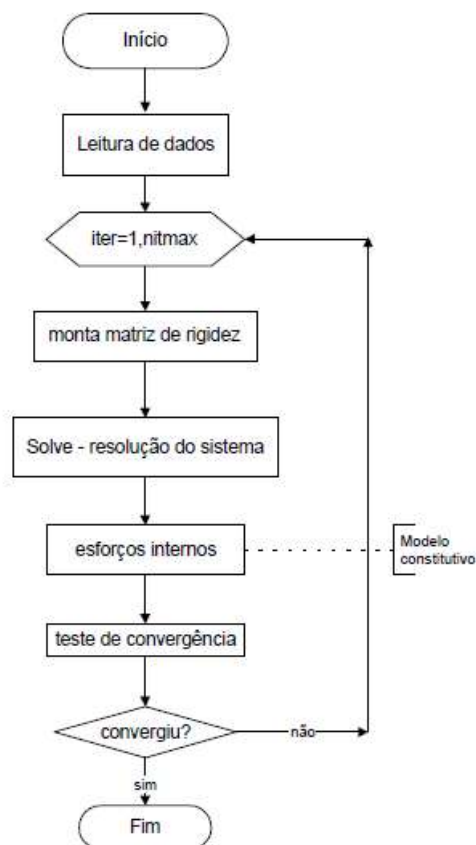 Início
Leitura de dados
iter=1,nitmax
monta matriz de rigidez
Solve - resolução do sistema
esforços internos
Modelo
constitutivo
teste de convergência
convergiu?
não
sim
Fim